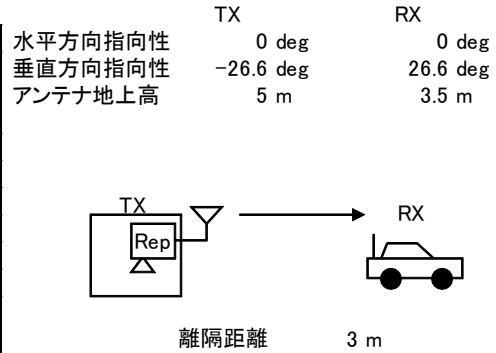 TX RX
水平方向指向性 0 deg 0 deg
垂直方向指向性 -26.6 deg 26.6 deg
アンテナ地上高 5 m 3.5 m
TX RX
Rep
離隔距離 3 m